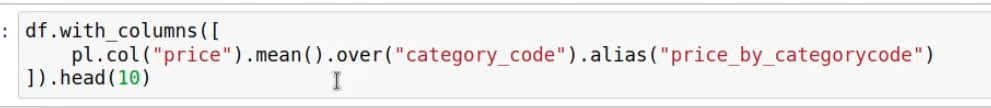 : df.with_columns([
    pl.col("price").mean().over("category_code").alias("price_by_categorycode")
]).head(10)